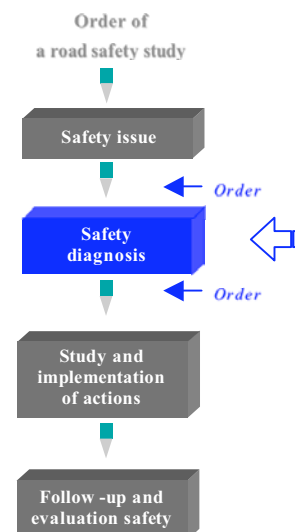 Order of
a road safety study
Safety issue
Order
Safety
diagnosis
Order
Study and
implementation
of actions
Follow -up and
evaluation safety